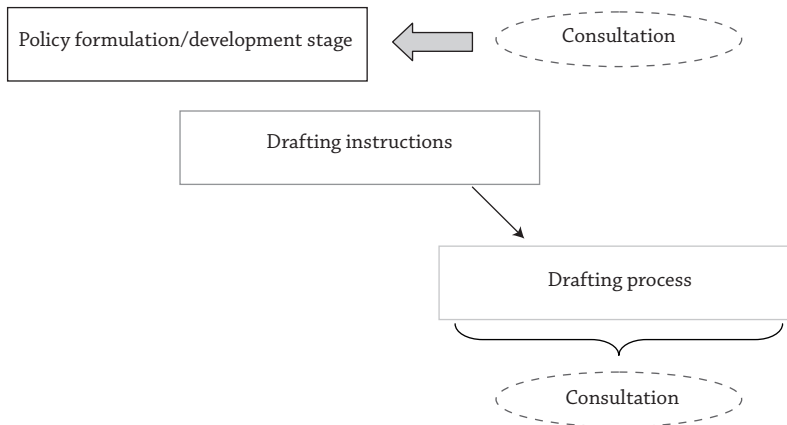 Policy formulation/development stage
Consultation
Drafting instructions
Drafting process
Consultation